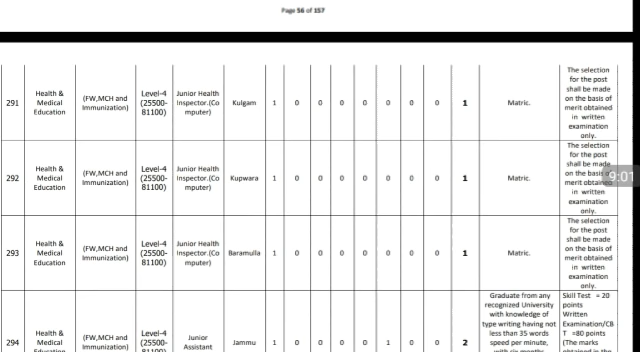 Page 56 of 157
291 Health & Medical Education (FW,MCH and Immunization) Level-4 (25500-81100) Junior Health Inspector.(Computer) Kulgam 1 0 0 0 0 0 0 0 1 Matric. The selection for the post shall be made on the basis of merit obtained in written examination only.
292 Health & Medical Education (FW,MCH and Immunization) Level-4 (25500-81100) Junior Health Inspector.(Computer) Kupwara 1 0 0 0 0 0 0 0 1 Matric. The selection for the post shall be made on the basis of merit obtained in written examination only.
9:01
293 Health & Medical Education (FW,MCH and Immunization) Level-4 (25500-81100) Junior Health Inspector.(Computer) Baramulla 1 0 0 0 0 0 0 0 1 Matric. The selection for the post shall be made on the basis of merit obtained in written examination only.
294 Health & Medical Education (FW,MCH and Immunization) Level-4 (25500-81100) Junior Assistant Jammu 1 0 0 0 0 1 0 0 2 Graduate from any recognized University with knowledge of type writing having not less than 35 words speed per minute, with six months Skill Test = 20 points Written Examination/CBT =80 points (The marks obtained in the